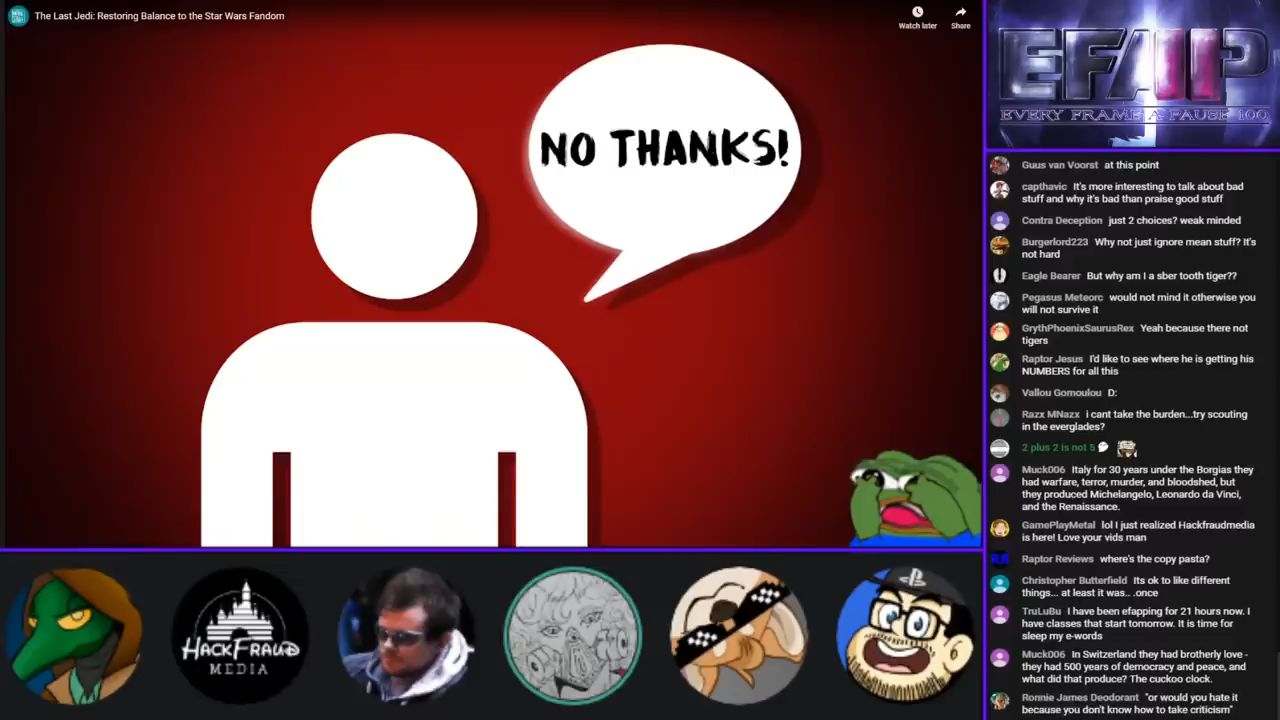 The Last Jedi: Restoring Balance to the Star Wars Fandom
Watch later
Share
NO THANKS!
HACKFRAUD
MEDIA
EFAP
EVERY FRAME A PAUSE 100
Guus van Voorst at this point
capthavic It's more interesting to talk about bad
stuff and why it's bad than praise good stuff
Contra Deception just 2 choices? weak minded
Burgerlord223 Why not just ignore mean stuff? It's
not hard
Eagle Bearer But why am I a sber tooth tiger??
Pegasus Meteorc would not mind it otherwise you
will not survive it
GrythPhoenixSaurusRex Yeah because there not
tigers
Raptor Jesus I'd like to see where he is getting his
NUMBERS for all this
Vallou Gomoulou D:
Razx MNazx i cant take the burden...try scouting
in the everglades?
2 plus 2 is not 5
Muck006 Italy for 30 years under the Borgias they
had warfare, terror, murder, and bloodshed, but
they produced Michelangelo, Leonardo da Vinci,
and the Renaissance.
GamePlayMetal lol I just realized Hackfraudmedia
is here! Love your vids man
Raptor Reviews where's the copy pasta?
Christopher Butterfield Its ok to like different
things... at least it was.. .once
TruLuBu I have been efapping for 21 hours now. I
have classes that start tomorrow. It is time for
sleep my e-words
Muck006 In Switzerland they had brotherly love -
they had 500 years of democracy and peace, and
what did that produce? The cuckoo clock.
Ronnie James Deodorant "or would you hate it
because you don't know how to take criticism"